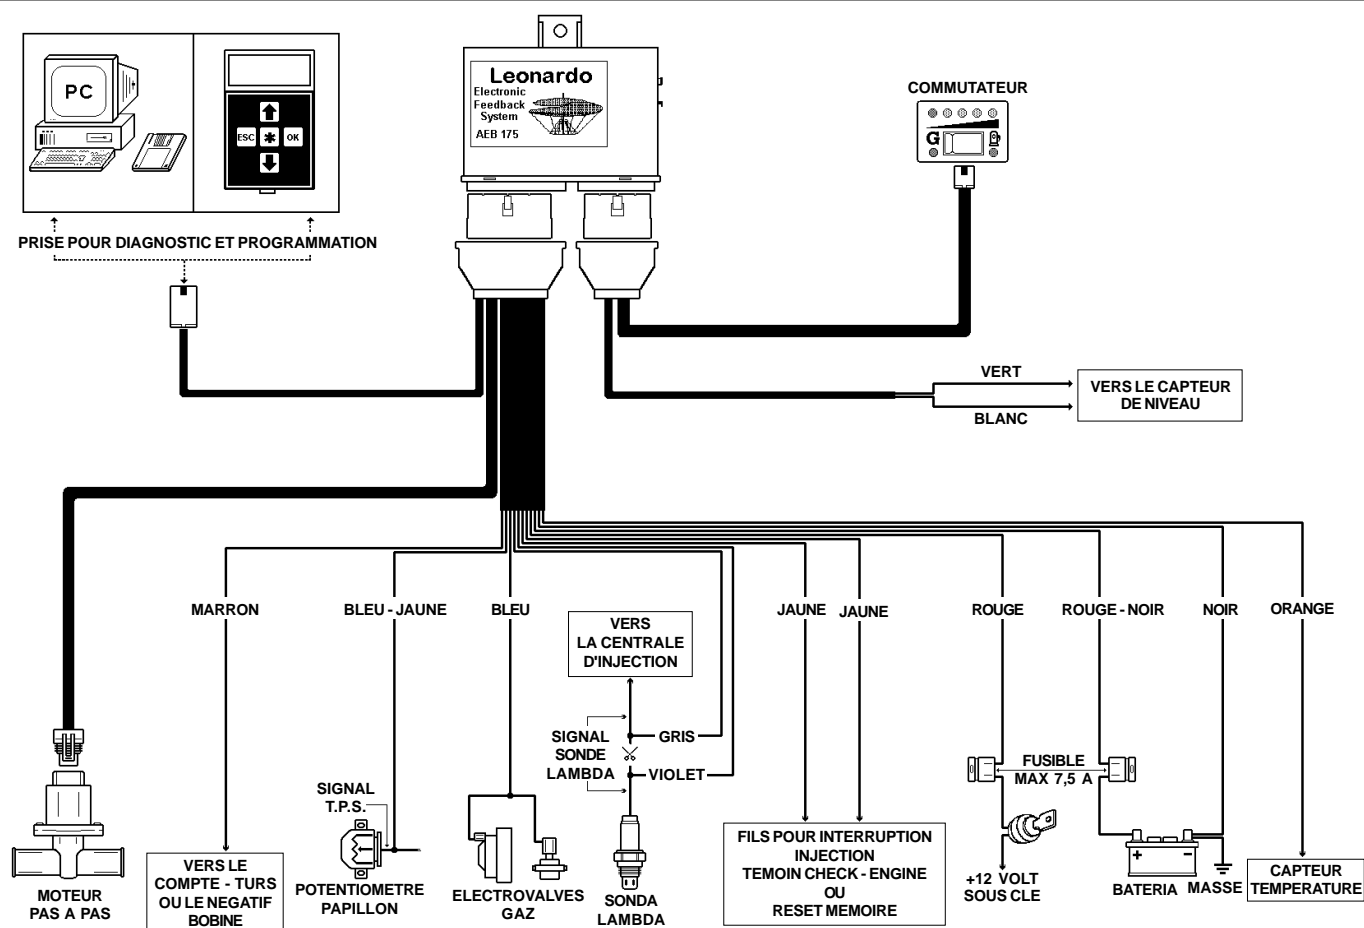 PC
ESC
OK
PRISE POUR DIAGNOSTIC ET PROGRAMMATION
Leonardo
Electronic
Feedback
System
AEB 175
COMMUTATEUR
G
VERT
BLANC
VERS LE CAPTEUR
DE NIVEAU
MARRON
BLEU - JAUNE
BLEU
JAUNE
JAUNE
ROUGE
ROUGE - NOIR
NOIR
ORANGE
VERS
LA CENTRALE
D'INJECTION
SIGNAL
SONDE
LAMBDA
GRIS
VIOLET
FUSIBLE
MAX 7,5 A
SIGNAL
T.P.S.
MOTEUR
PAS A PAS
VERS LE
COMPTE - TURS
OU LE NEGATIF
BOBINE
POTENTIOMETRE
PAPILLON
ELECTROVALVES
GAZ
SONDA
LAMBDA
FILS POUR INTERRUPTION
INJECTION
TEMOIN CHECK - ENGINE
OU
RESET MEMOIRE
+12 VOLT
SOUS CLE
+ −
BATERIA
MASSE
CAPTEUR
TEMPERATURE